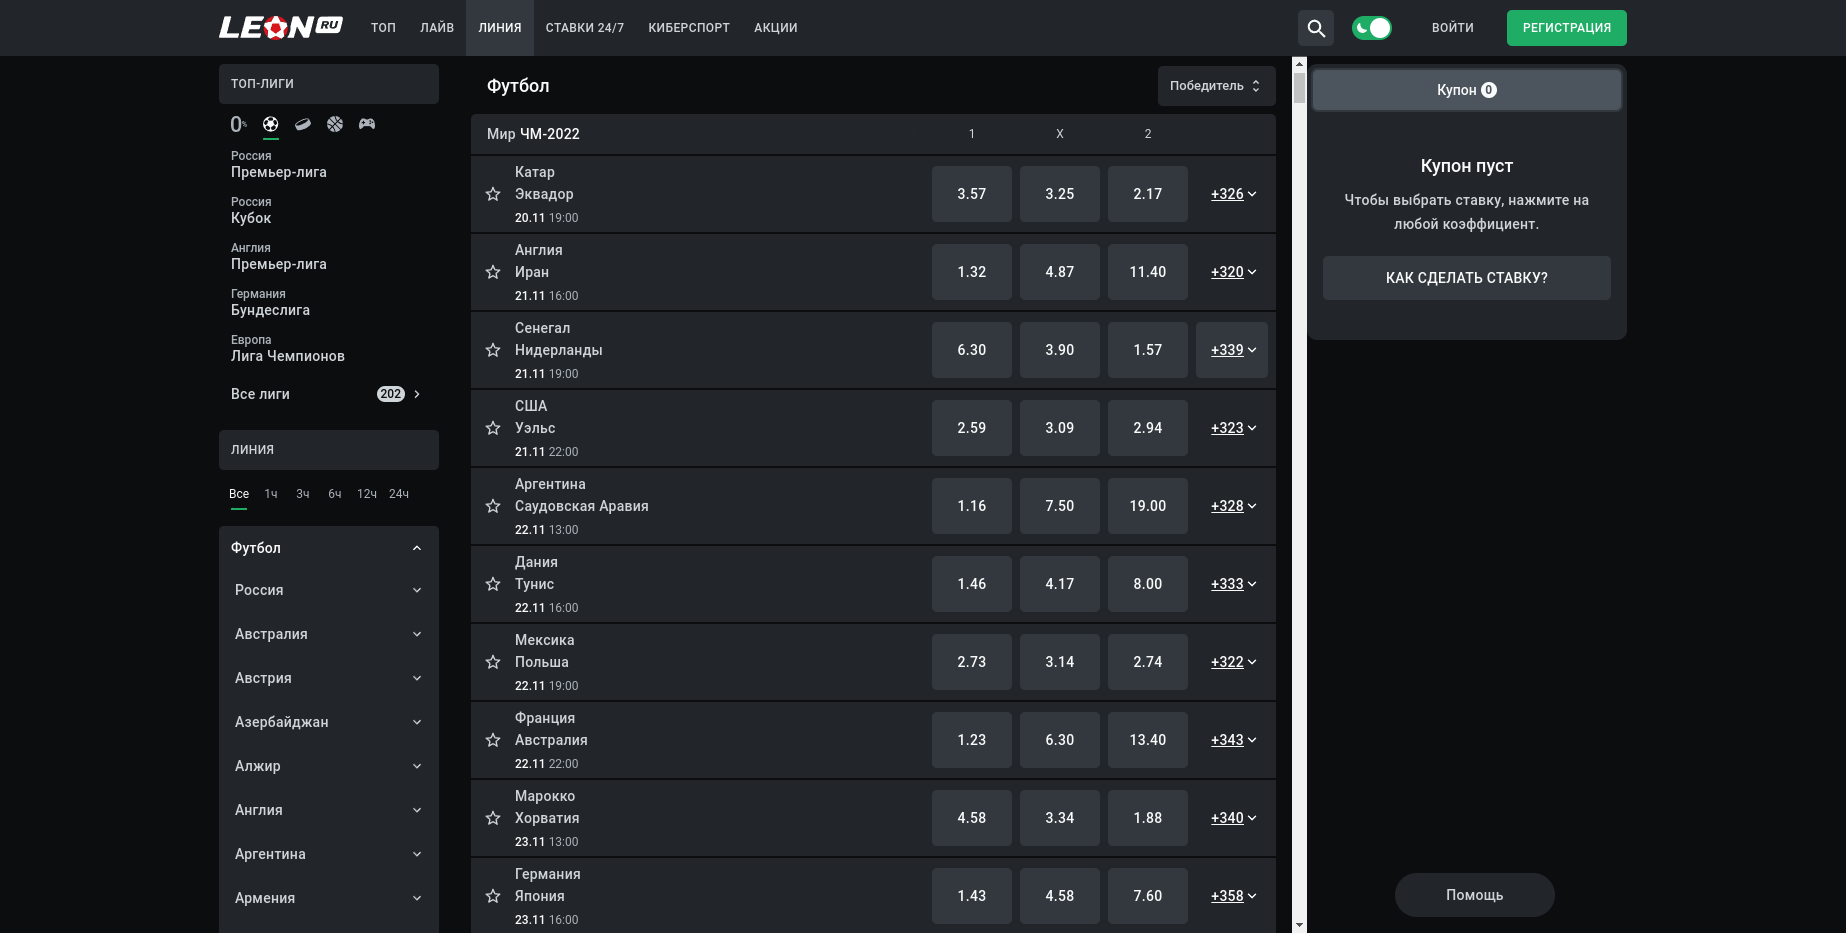 LEON RU
ТОП
ЛАЙВ
ЛИНИЯ
СТАВКИ 24/7
КИБЕРСПОРТ
АКЦИИ
ВОЙТИ
РЕГИСТРАЦИЯ
ТОП-ЛИГИ
0%
Россия
Премьер-лига
Россия
Кубок
Англия
Премьер-лига
Германия
Бундеслига
Европа
Лига Чемпионов
Все лиги 202
ЛИНИЯ
Все 1ч 3ч 6ч 12ч 24ч
Футбол
Россия
Австралия
Австрия
Азербайджан
Алжир
Англия
Аргентина
Армения
Футбол
Победитель
Мир ЧМ-2022 1 X 2
Катар
Эквадор
20.11 19:00
3.57 3.25 2.17 +326
Англия
Иран
21.11 16:00
1.32 4.87 11.40 +320
Сенегал
Нидерланды
21.11 19:00
6.30 3.90 1.57 +339
США
Уэльс
21.11 22:00
2.59 3.09 2.94 +323
Аргентина
Саудовская Аравия
22.11 13:00
1.16 7.50 19.00 +328
Дания
Тунис
22.11 16:00
1.46 4.17 8.00 +333
Мексика
Польша
22.11 19:00
2.73 3.14 2.74 +322
Франция
Австралия
22.11 22:00
1.23 6.30 13.40 +343
Марокко
Хорватия
23.11 13:00
4.58 3.34 1.88 +340
Германия
Япония
23.11 16:00
1.43 4.58 7.60 +358
Купон 0
Купон пуст
Чтобы выбрать ставку, нажмите на
любой коэффициент.
КАК СДЕЛАТЬ СТАВКУ?
Помощь